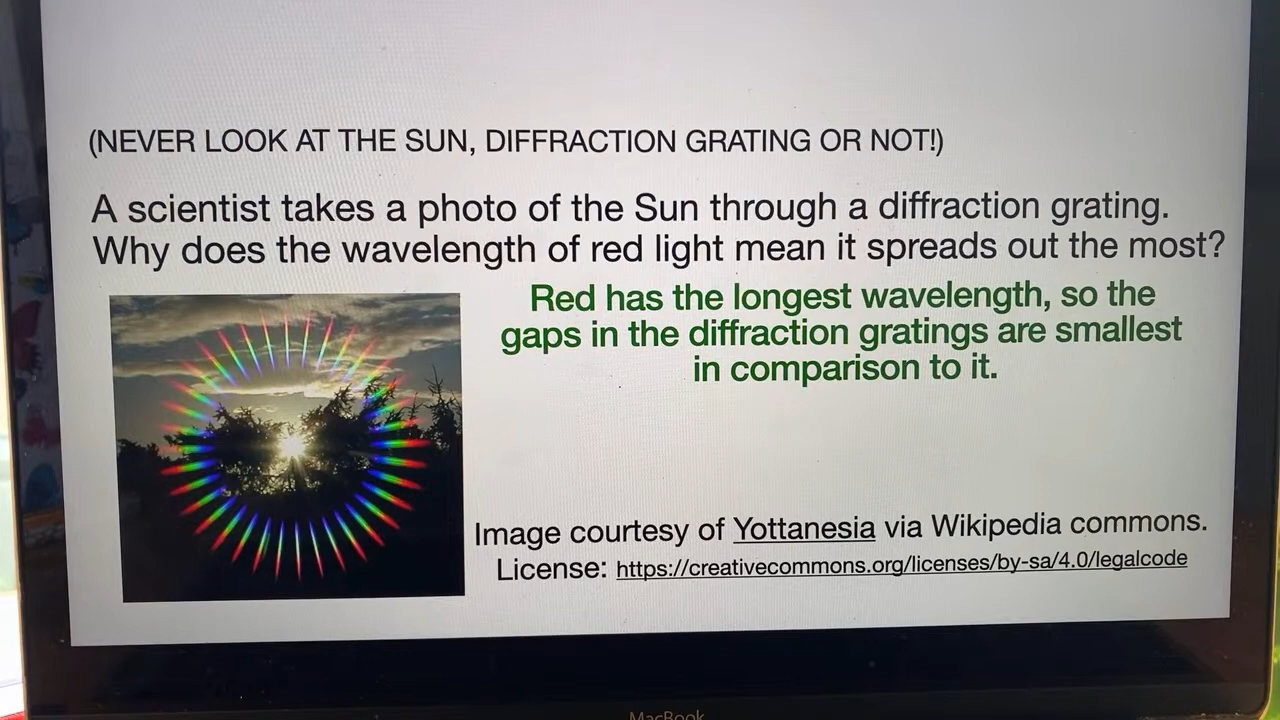 (NEVER LOOK AT THE SUN, DIFFRACTION GRATING OR NOT!)
A scientist takes a photo of the Sun through a diffraction grating.
Why does the wavelength of red light mean it spreads out the most?
Red has the longest wavelength, so the
gaps in the diffraction gratings are smallest
in comparison to it.
Image courtesy of Yottanesia via Wikipedia commons.
License: https://creativecommons.org/licenses/by-sa/4.0/legalcode
MacBook